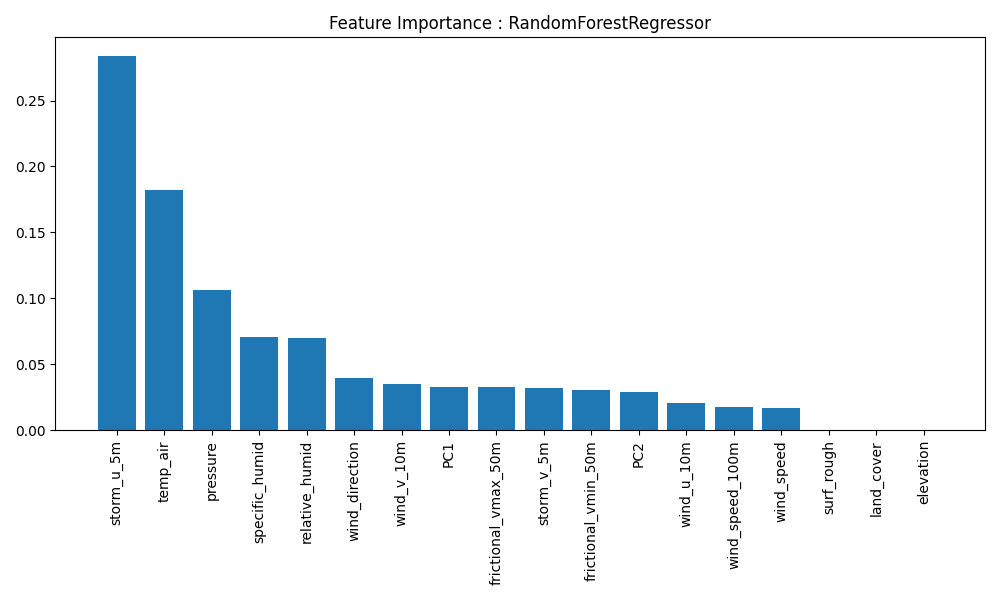 Feature Importance : RandomForestRegressor
0.25
0.20
0.15
0.10
0.05
0.00
storm_u_5m
temp_air
pressure
specific_humid
relative_humid
wind_direction
wind_v_10m
PC1
frictional_vmax_50m
storm_v_5m
frictional_vmin_50m
PC2
wind_u_10m
wind_speed_100m
wind_speed
surf_rough
land_cover
elevation